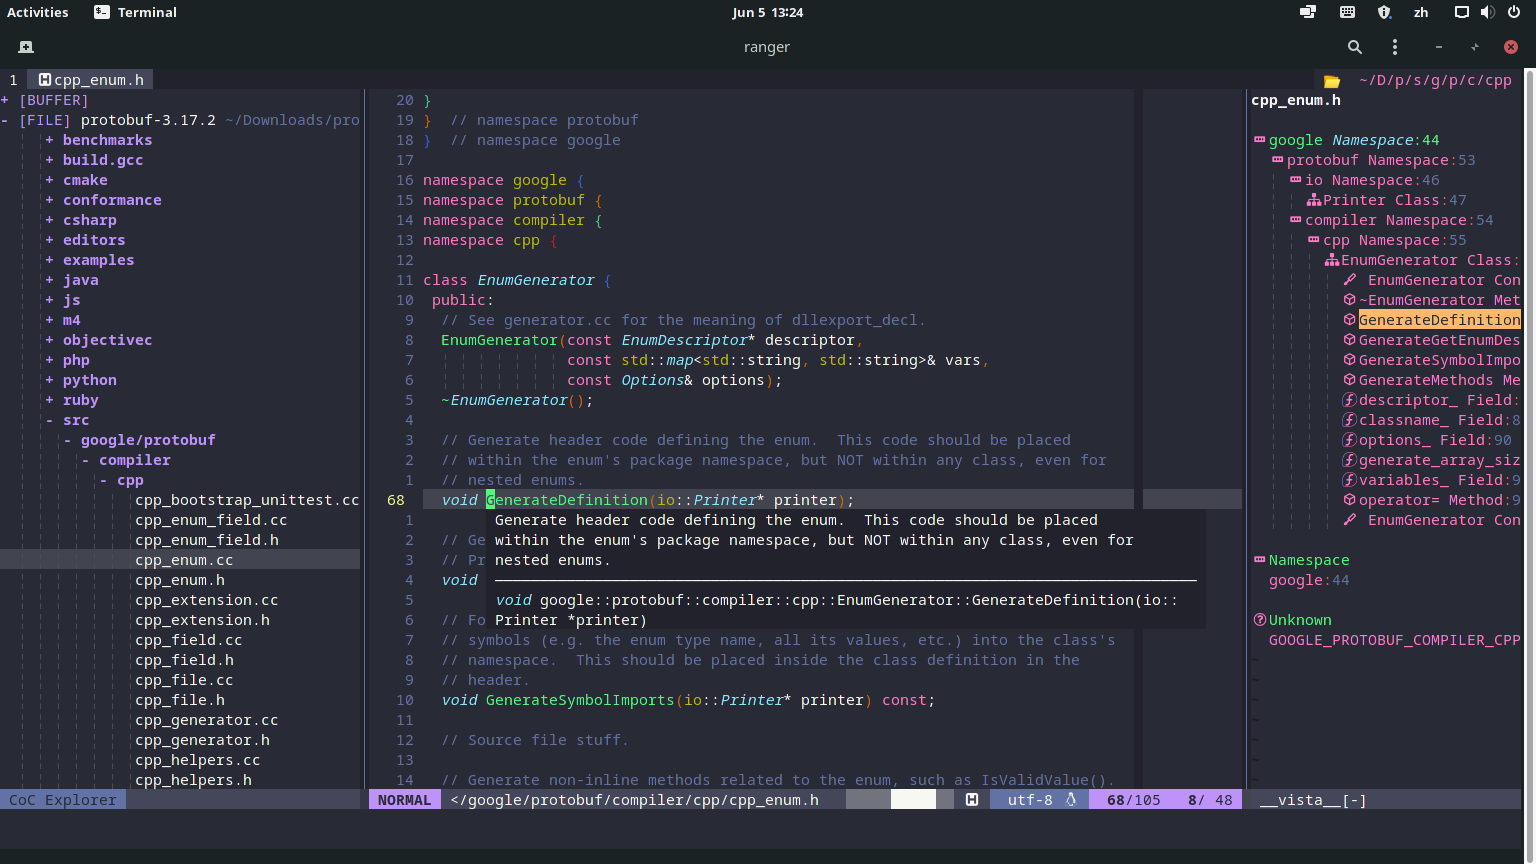 Activities Terminal Jun 5 13:24 zh
ranger
1 cpp_enum.h ~/D/p/s/g/p/c/cpp
+ [BUFFER]
- [FILE] protobuf-3.17.2 ~/Downloads/pro
+ benchmarks
+ build.gcc
+ cmake
+ conformance
+ csharp
+ editors
+ examples
+ java
+ js
+ m4
+ objectivec
+ php
+ python
+ ruby
- src
- google/protobuf
- compiler
- cpp
cpp_bootstrap_unittest.cc
cpp_enum_field.cc
cpp_enum_field.h
cpp_enum.cc
cpp_enum.h
cpp_extension.cc
cpp_extension.h
cpp_field.cc
cpp_field.h
cpp_file.cc
cpp_file.h
cpp_generator.cc
cpp_generator.h
cpp_helpers.cc
cpp_helpers.h
CoC Explorer
20 }
19 } // namespace protobuf
18 } // namespace google
17
16 namespace google {
15 namespace protobuf {
14 namespace compiler {
13 namespace cpp {
12
11 class EnumGenerator {
10 public:
9 // See generator.cc for the meaning of dllexport_decl.
8 EnumGenerator(const EnumDescriptor* descriptor,
7 const std::map<std::string, std::string>& vars,
6 const Options& options);
5 ~EnumGenerator();
4
3 // Generate header code defining the enum.  This code should be placed
2 // within the enum's package namespace, but NOT within any class, even for
1 // nested enums.
68 void GenerateDefinition(io::Printer* printer);
1 Generate header code defining the enum.  This code should be placed
2 // Ge within the enum's package namespace, but NOT within any class, even for
3 // Pr nested enums.
4 void
5 void google::protobuf::compiler::cpp::EnumGenerator::GenerateDefinition(io::
6 // Fo Printer *printer)
7 // symbols (e.g. the enum type name, all its values, etc.) into the class's
8 // namespace.  This should be placed inside the class definition in the
9 // header.
10 void GenerateSymbolImports(io::Printer* printer) const;
11
12 // Source file stuff.
13
14 // Generate non-inline methods related to the enum, such as IsValidValue().
NORMAL </google/protobuf/compiler/cpp/cpp_enum.h utf-8 68/105 8/ 48
cpp_enum.h
google Namespace:44
protobuf Namespace:53
io Namespace:46
Printer Class:47
compiler Namespace:54
cpp Namespace:55
EnumGenerator Class:
EnumGenerator Con
~EnumGenerator Met
GenerateDefinition
GenerateGetEnumDes
GenerateSymbolImpo
GenerateMethods Me
descriptor_ Field:
classname_ Field:8
options_ Field:90
generate_array_siz
variables_ Field:9
operator= Method:9
EnumGenerator Con
Namespace
google:44
Unknown
GOOGLE_PROTOBUF_COMPILER_CPP
~
~
~
~
~
~
~
__vista__[-]